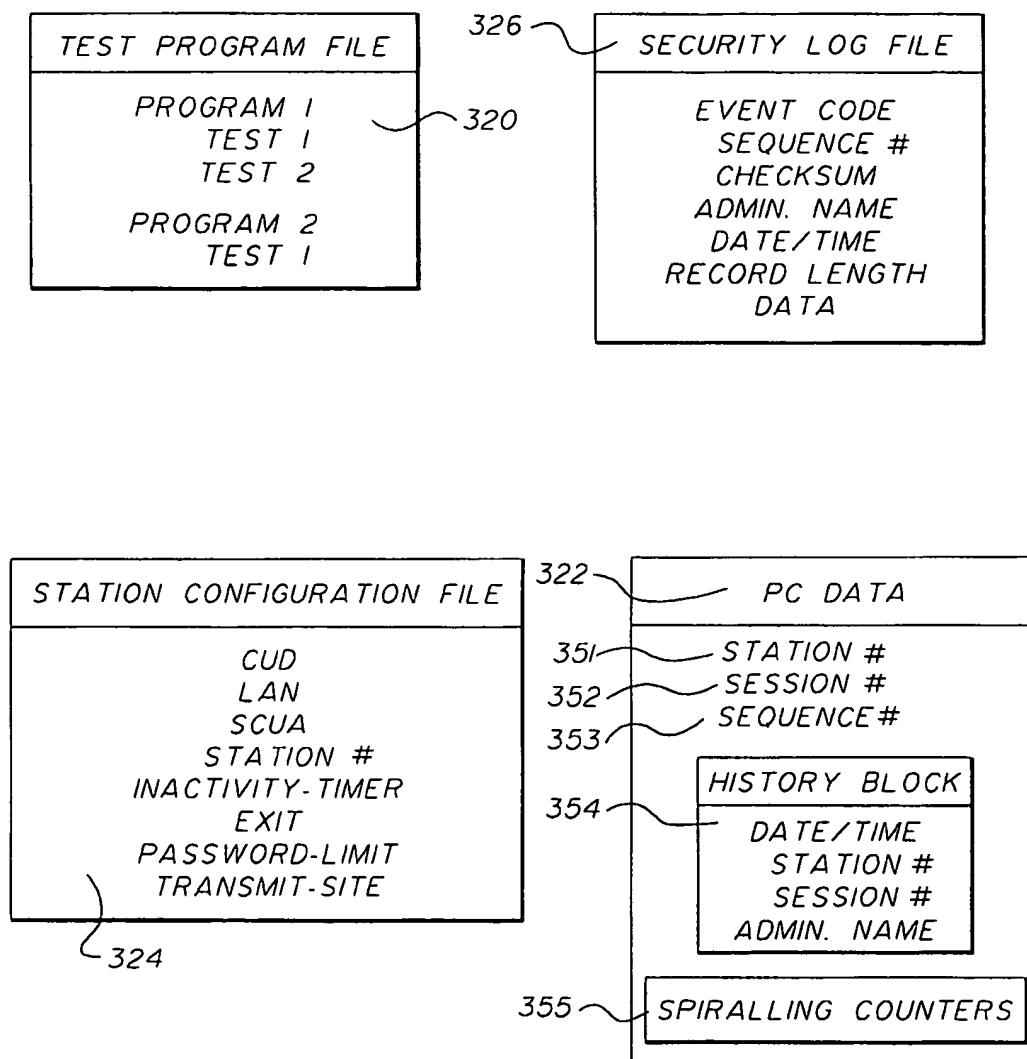 TEST PROGRAM FILE
PROGRAM 1
TEST 1
TEST 2
PROGRAM 2
TEST 1
320
326
SECURITY LOG FILE
EVENT CODE
SEQUENCE #
CHECKSUM
ADMIN. NAME
DATE/TIME
RECORD LENGTH
DATA
STATION CONFIGURATION FILE
CUD
LAN
SCUA
STATION #
INACTIVITY-TIMER
EXIT
PASSWORD-LIMIT
TRANSMIT-SITE
324
322
PC DATA
351
STATION #
352
SESSION #
353
SEQUENCE #
354
HISTORY BLOCK
DATE/TIME
STATION #
SESSION #
ADMIN. NAME
355
SPIRALLING COUNTERS